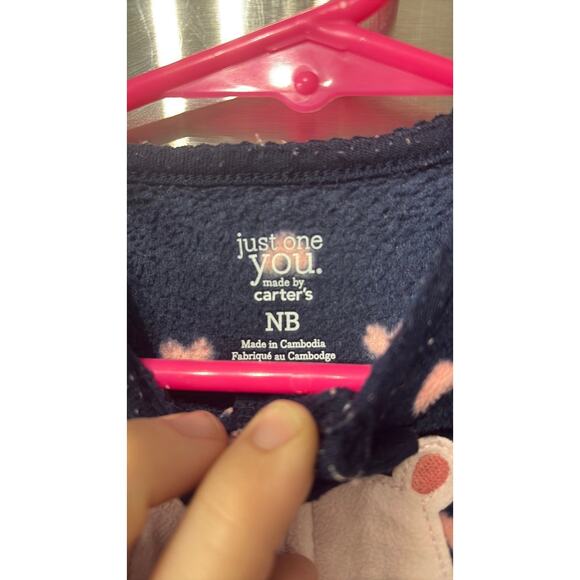 just one
you.
made by
carter's
NB
Made in Cambodia
Fabriqué au Cambodge